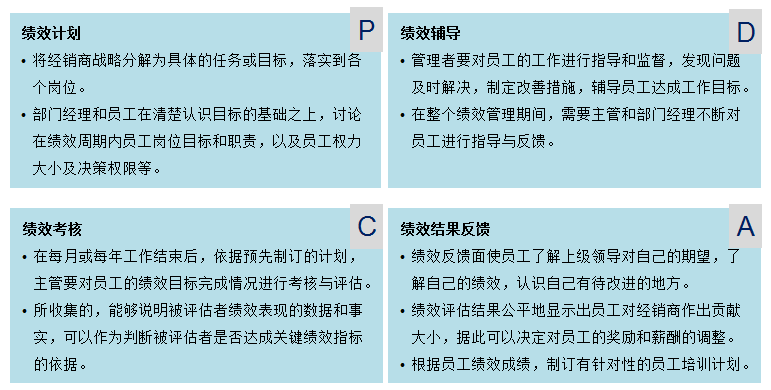 绩效计划
P
• 将经销商战略分解为具体的任务或目标，落实到各
个岗位。
• 部门经理和员工在清楚认识目标的基础之上，讨论
在绩效周期内员工岗位目标和职责，以及员工权力
大小及决策权限等。
绩效辅导
D
• 管理者要对员工的工作进行指导和监督，发现问题
及时解决，制定改善措施，辅导员工达成工作目标。
• 在整个绩效管理期间，需要主管和部门经理不断对
员工进行指导与反馈。
绩效考核
C
• 在每月或每年工作结束后，依据预先制订的计划，
主管要对员工的绩效目标完成情况进行考核与评估。
• 所收集的，能够说明被评估者绩效表现的数据和事
实，可以作为判断被评估者是否达成关键绩效指标
的依据。
绩效结果反馈
A
• 绩效反馈面使员工了解上级领导对自己的期望，了
解自己的绩效，认识自己有待改进的地方。
• 绩效评估结果公平地显示出员工对经销商作出贡献
大小，据此可以决定对员工的奖励和薪酬的调整。
• 根据员工绩效成绩，制订有针对性的员工培训计划。